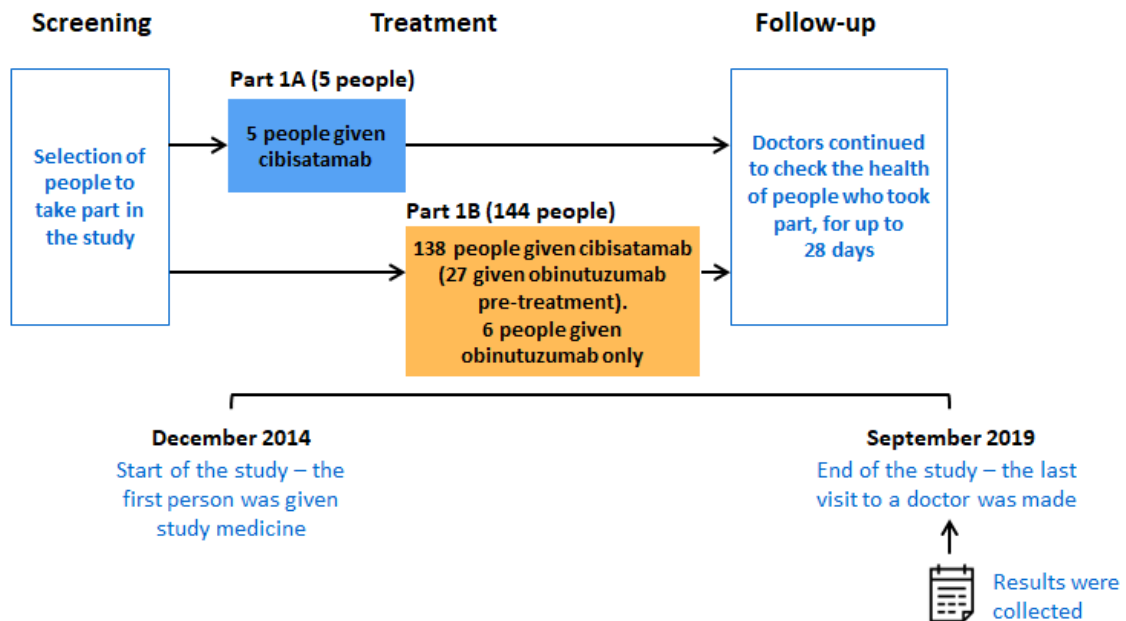 Screening
Treatment
Follow-up
Part 1A (5 people)
5 people given
cibisatamab
Selection of
people to
take part in
the study
Doctors continued
to check the health
of people who took
part, for up to
28 days
Part 1B (144 people)
138 people given cibisatamab
(27 given obinutuzumab
pre-treatment).
6 people given
obinutuzumab only
December 2014
Start of the study – the
first person was given
study medicine
September 2019
End of the study – the last
visit to a doctor was made
Results were
collected